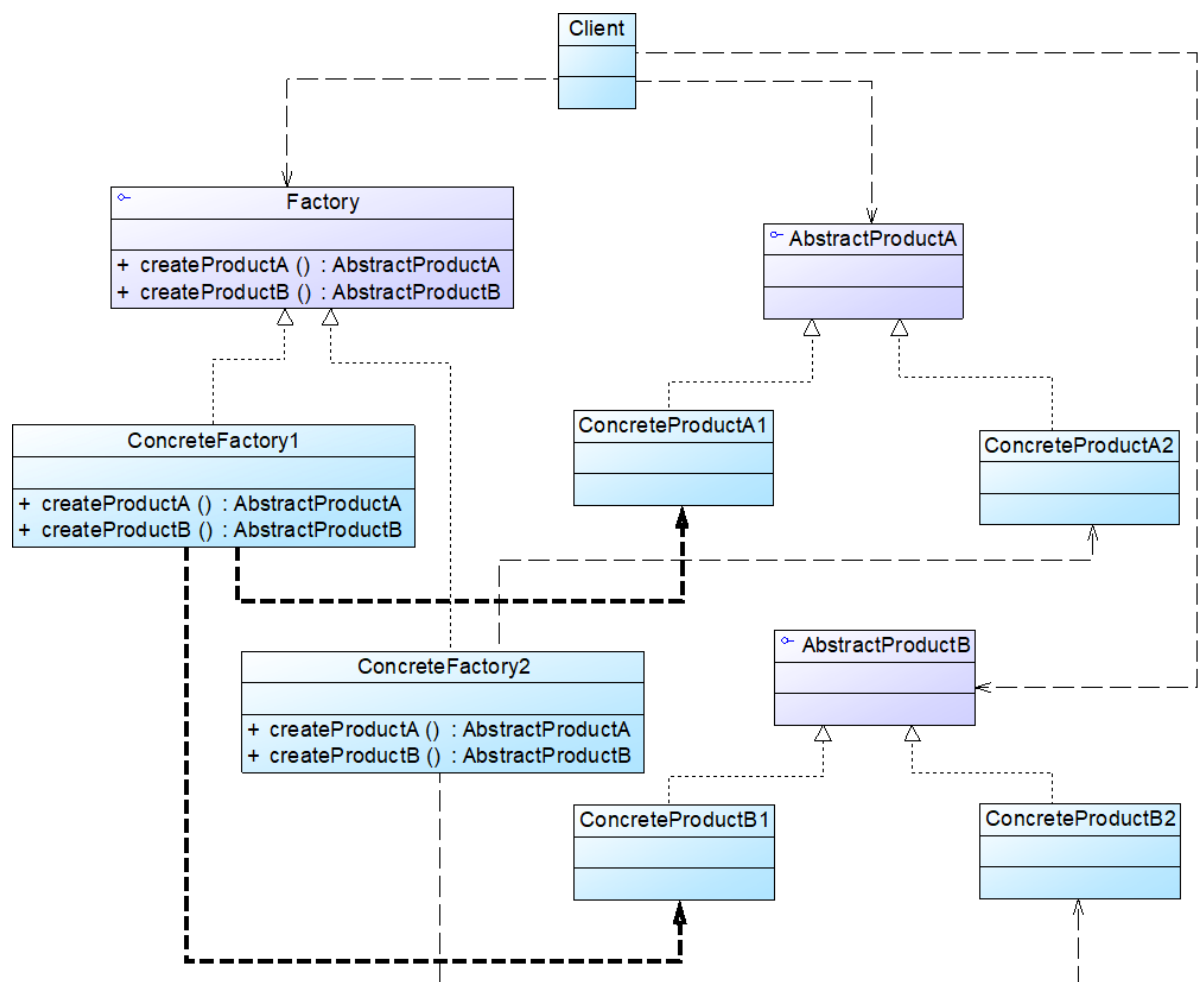 Client
Factory
+ createProductA () : AbstractProductA
+ createProductB () : AbstractProductB
AbstractProductA
ConcreteFactory1
+ createProductA () : AbstractProductA
+ createProductB () : AbstractProductB
ConcreteProductA1
ConcreteProductA2
ConcreteFactory2
+ createProductA () : AbstractProductA
+ createProductB () : AbstractProductB
AbstractProductB
ConcreteProductB1
ConcreteProductB2